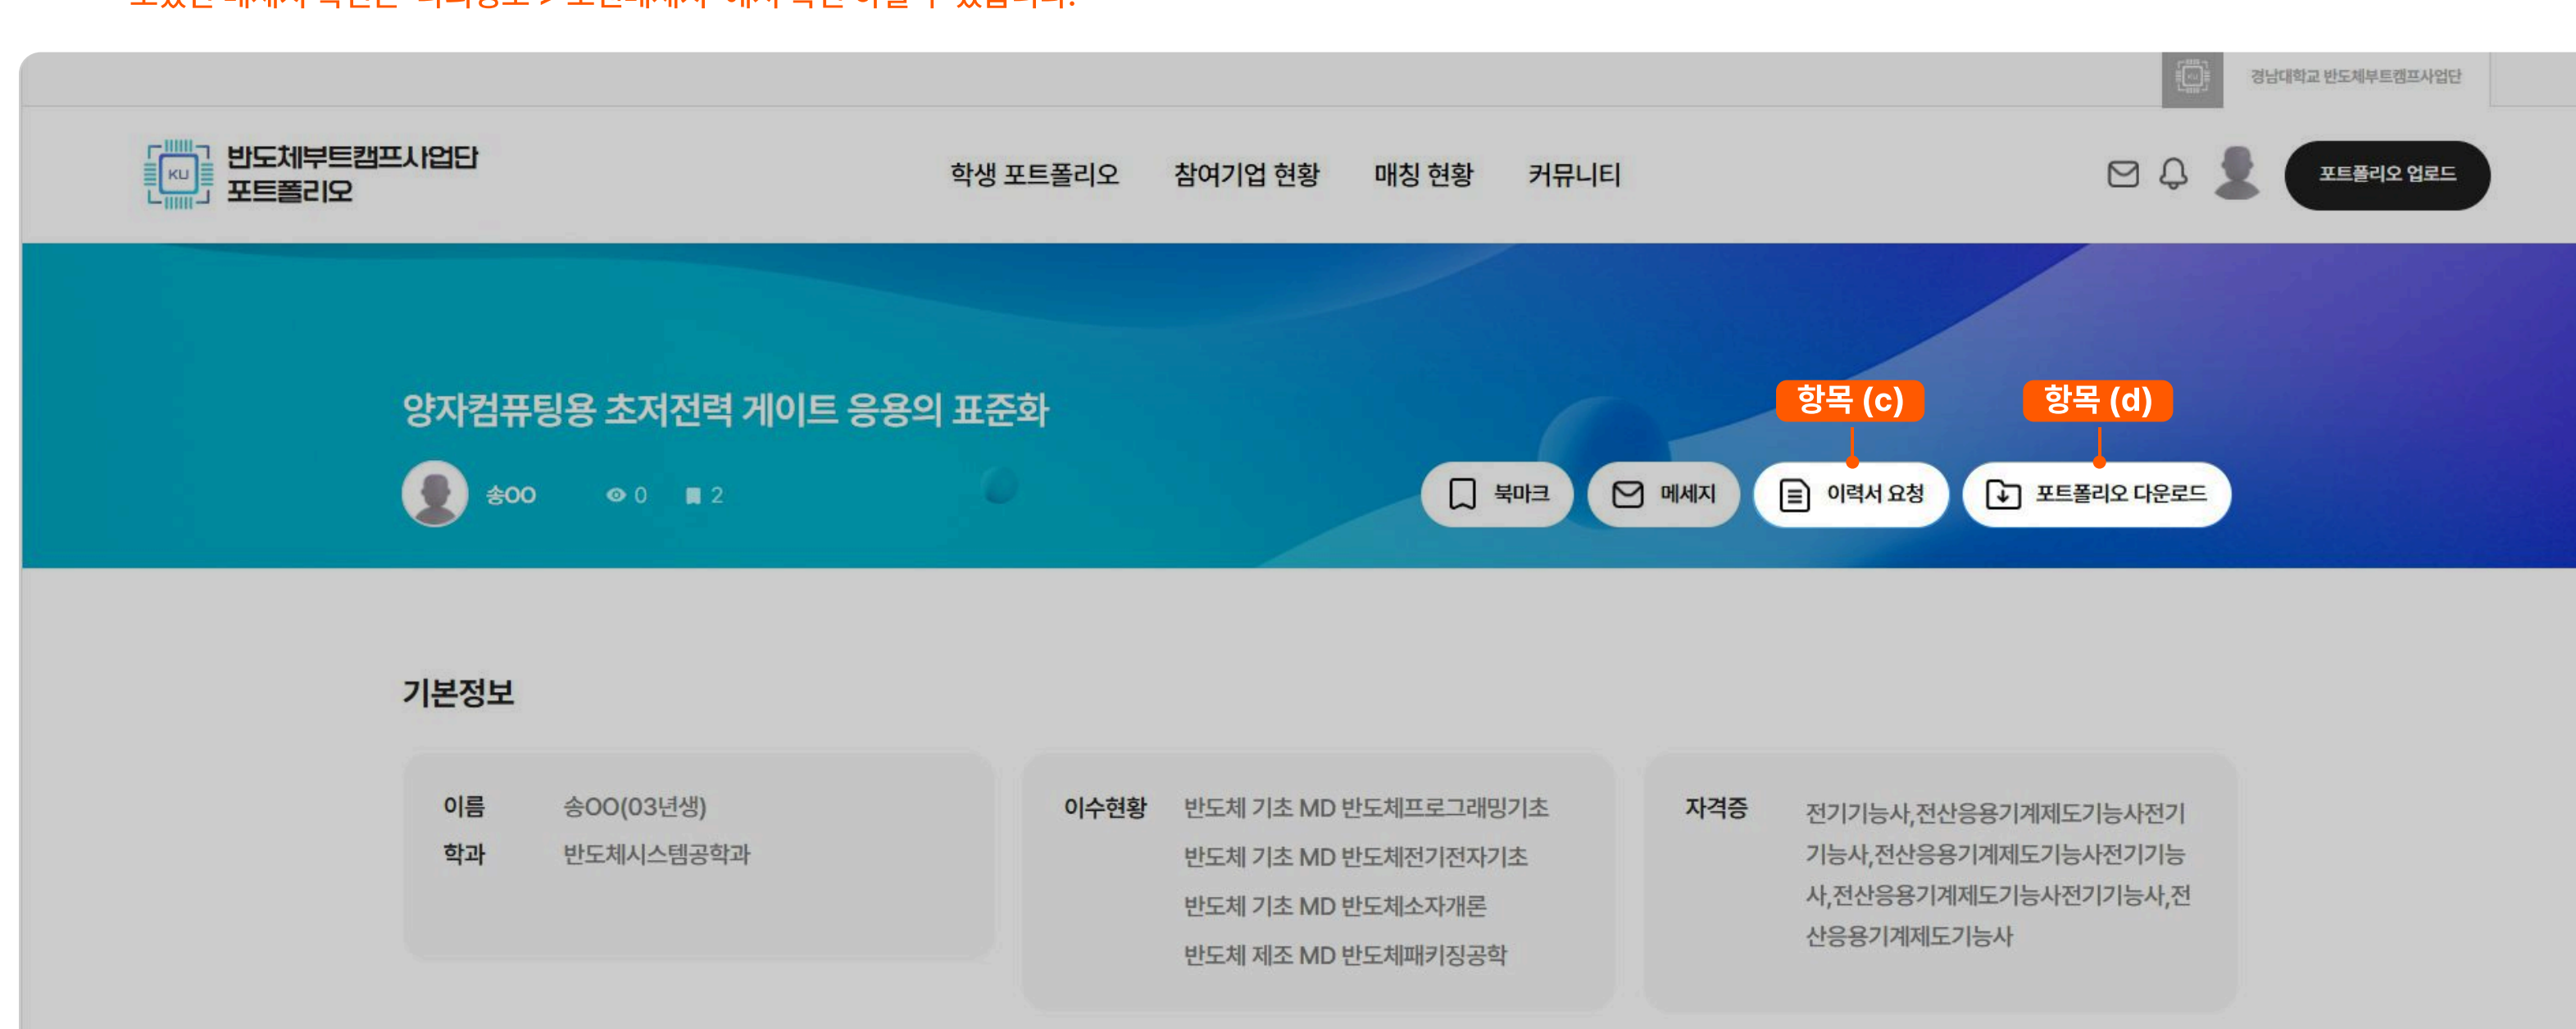 경남대학교 반도체부트캠프사업단
KU
반도체부트캠프사업단
포트폴리오
학생 포트폴리오
참여기업 현황
매칭 현황
커뮤니티
포트폴리오 업로드
양자컴퓨팅용 초저전력 게이트 응용의 표준화
항목 (c)
항목 (d)
송OO
0
2
북마크
메세지
이력서 요청
포트폴리오 다운로드
기본정보
이름
송OO(03년생)
학과
반도체시스템공학과
이수현황
반도체 기초 MD 반도체프로그래밍기초
반도체 기초 MD 반도체전기전자기초
반도체 기초 MD 반도체소자개론
반도체 제조 MD 반도체패키징공학
자격증
전기기능사,전산응용기계제도기능사전기
기능사,전산응용기계제도기능사전기기능
사,전산응용기계제도기능사전기기능사,전
산응용기계제도기능사